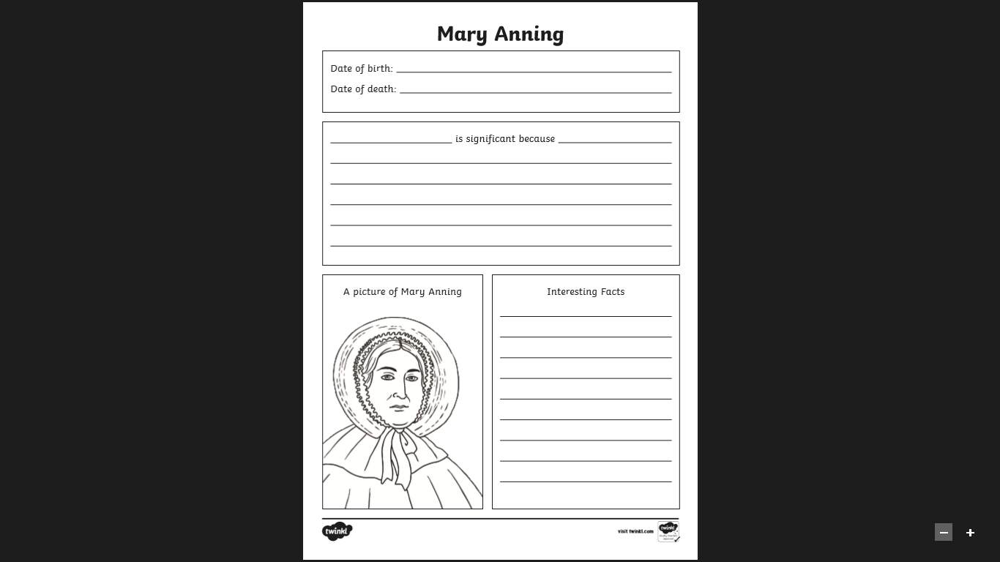 Mary Anning
Date of birth:
Date of death:
is significant because
A picture of Mary Anning
Interesting Facts
twinkl
visit twinkl.com
twinkl